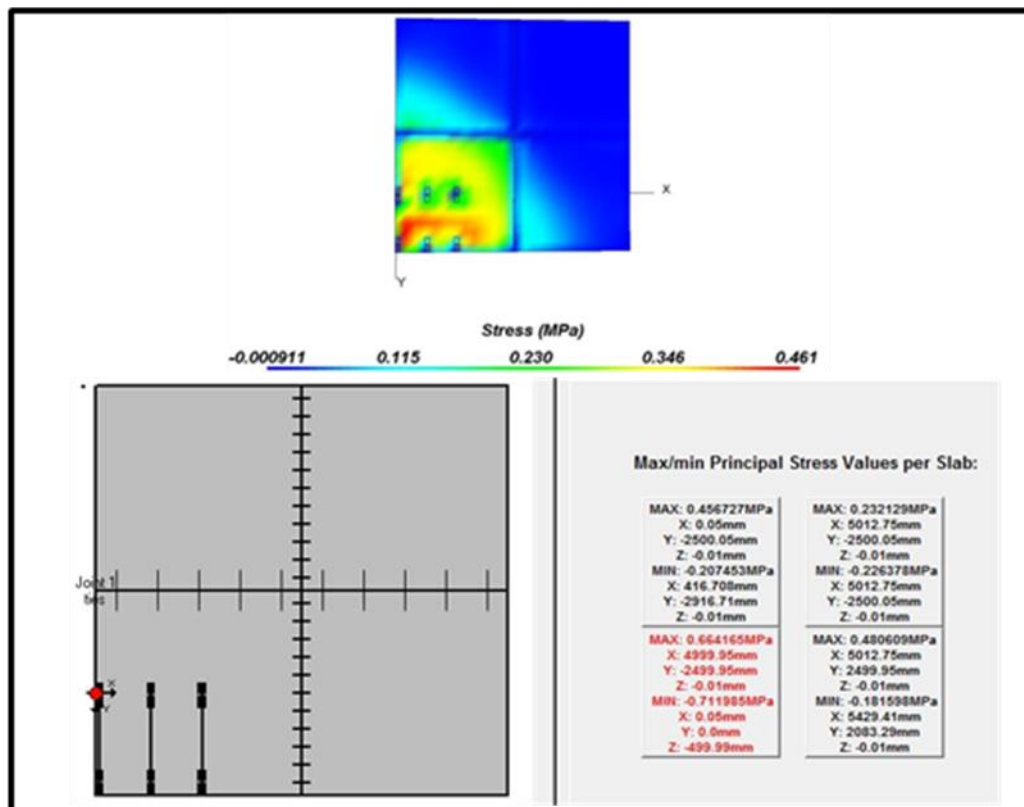 X
Y
Stress (MPa)
-0.000911 0.115 0.230 0.346 0.461
Joint 1
ties
X
Y
Max/min Principal Stress Values per Slab:
MAX: 0.456727MPa
X: 0.05mm
Y: -2500.05mm
Z: -0.01mm
MIN: -0.207453MPa
X: 416.708mm
Y: -2916.71mm
Z: -0.01mm
MAX: 0.232129MPa
X: 5012.75mm
Y: -2500.05mm
Z: -0.01mm
MIN: -0.226378MPa
X: 5012.75mm
Y: -2500.05mm
Z: -0.01mm
MAX: 0.664165MPa
X: 4999.95mm
Y: -2499.95mm
Z: -0.01mm
MIN: -0.711985MPa
X: 0.05mm
Y: 0.0mm
Z: -499.99mm
MAX: 0.480609MPa
X: 5012.75mm
Y: 2499.95mm
Z: -0.01mm
MIN: -0.181598MPa
X: 5429.41mm
Y: 2083.29mm
Z: -0.01mm